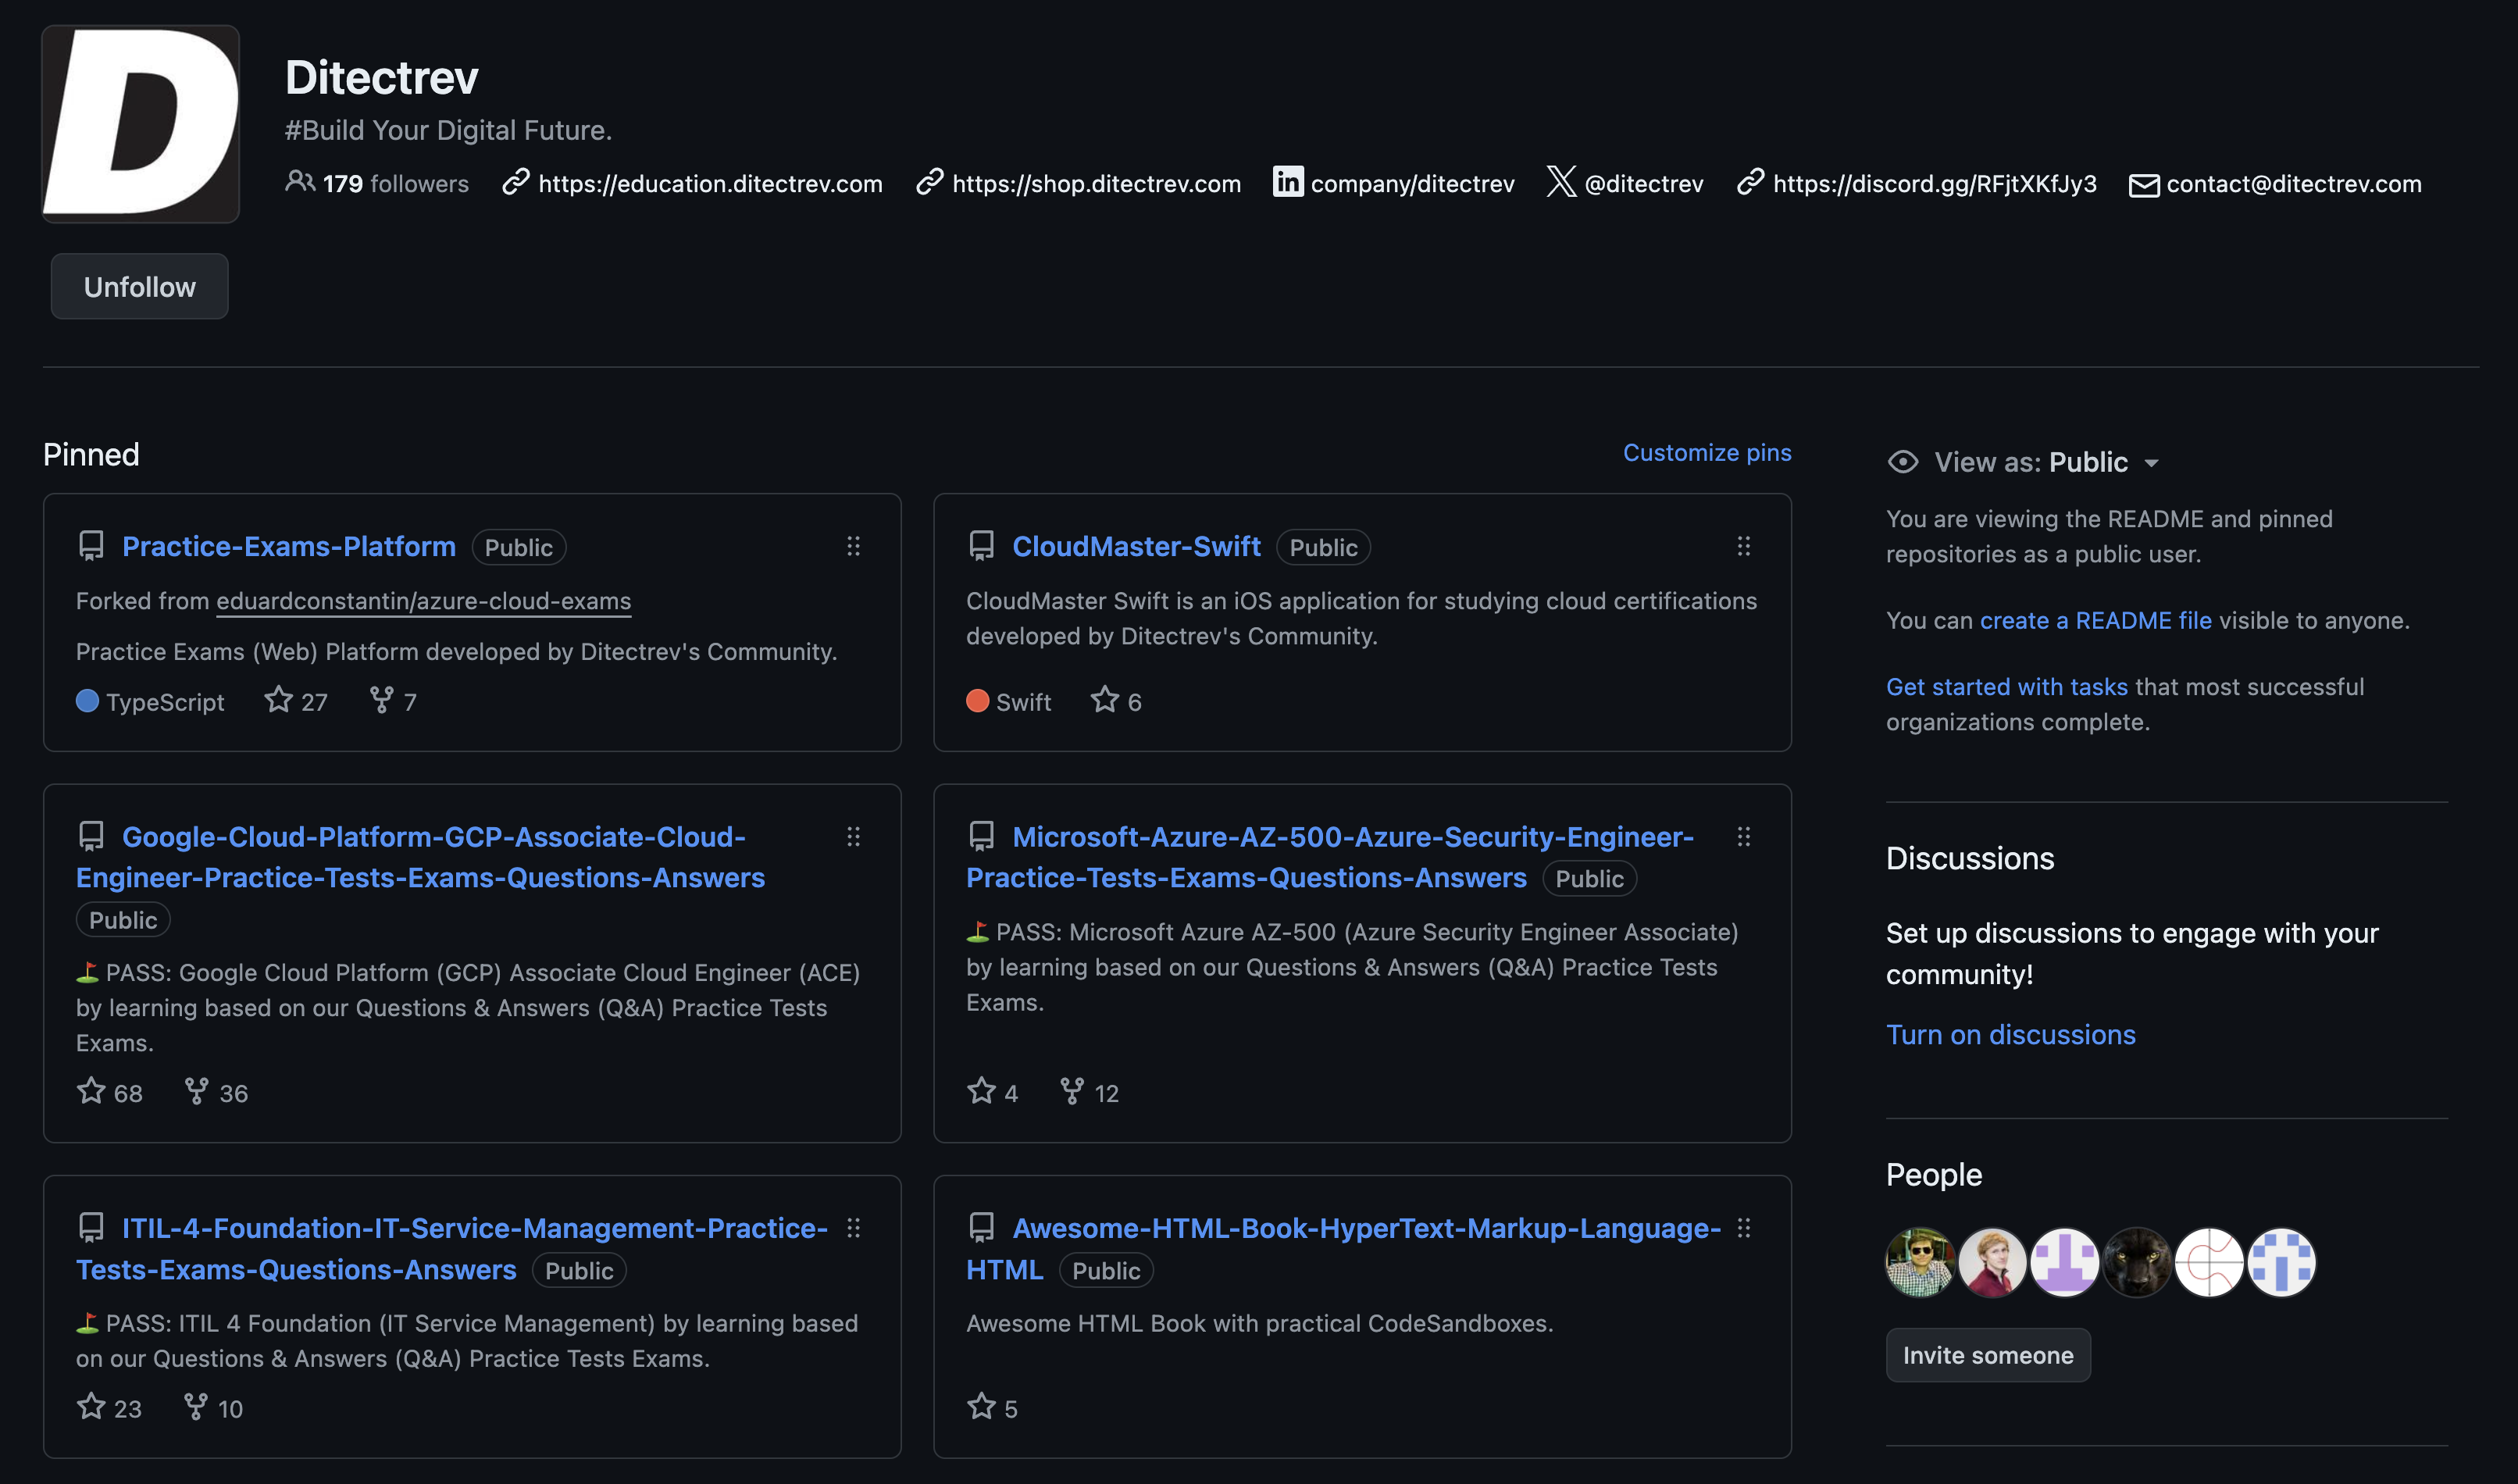 D
Ditectrev
#Build Your Digital Future.
179 followers https://education.ditectrev.com https://shop.ditectrev.com in company/ditectrev @ditectrev https://discord.gg/RFjtXKfJy3 contact@ditectrev.com
Unfollow
Pinned
Customize pins
Practice-Exams-Platform Public
Forked from eduardconstantin/azure-cloud-exams
Practice Exams (Web) Platform developed by Ditectrev's Community.
TypeScript 27 7
CloudMaster-Swift Public
CloudMaster Swift is an iOS application for studying cloud certifications
developed by Ditectrev's Community.
Swift 6
Google-Cloud-Platform-GCP-Associate-Cloud-
Engineer-Practice-Tests-Exams-Questions-Answers
Public
⛳ PASS: Google Cloud Platform (GCP) Associate Cloud Engineer (ACE)
by learning based on our Questions & Answers (Q&A) Practice Tests
Exams.
68 36
Microsoft-Azure-AZ-500-Azure-Security-Engineer-
Practice-Tests-Exams-Questions-Answers Public
⛳ PASS: Microsoft Azure AZ-500 (Azure Security Engineer Associate)
by learning based on our Questions & Answers (Q&A) Practice Tests
Exams.
4 12
ITIL-4-Foundation-IT-Service-Management-Practice-
Tests-Exams-Questions-Answers Public
⛳ PASS: ITIL 4 Foundation (IT Service Management) by learning based
on our Questions & Answers (Q&A) Practice Tests Exams.
23 10
Awesome-HTML-Book-HyperText-Markup-Language-
HTML Public
Awesome HTML Book with practical CodeSandboxes.
5
View as: Public
You are viewing the README and pinned
repositories as a public user.
You can create a README file visible to anyone.
Get started with tasks that most successful
organizations complete.
Discussions
Set up discussions to engage with your
community!
Turn on discussions
People
Invite someone